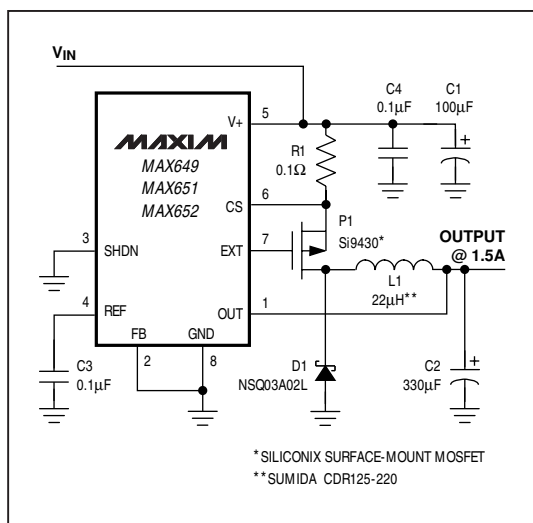 VIN
C4
0.1µF
C1
100µF
+
5
V+
MAXIM
MAX649
MAX651
MAX652
R1
0.1Ω
CS
6
P1
Si9430*
3
SHDN
EXT
7
OUTPUT
@ 1.5A
L1
22µH**
4
REF
OUT
1
FB
GND
2
8
C3
0.1µF
D1
NSQ03A02L
+
C2
330µF
*SILICONIX SURFACE-MOUNT MOSFET
**SUMIDA CDR125-220